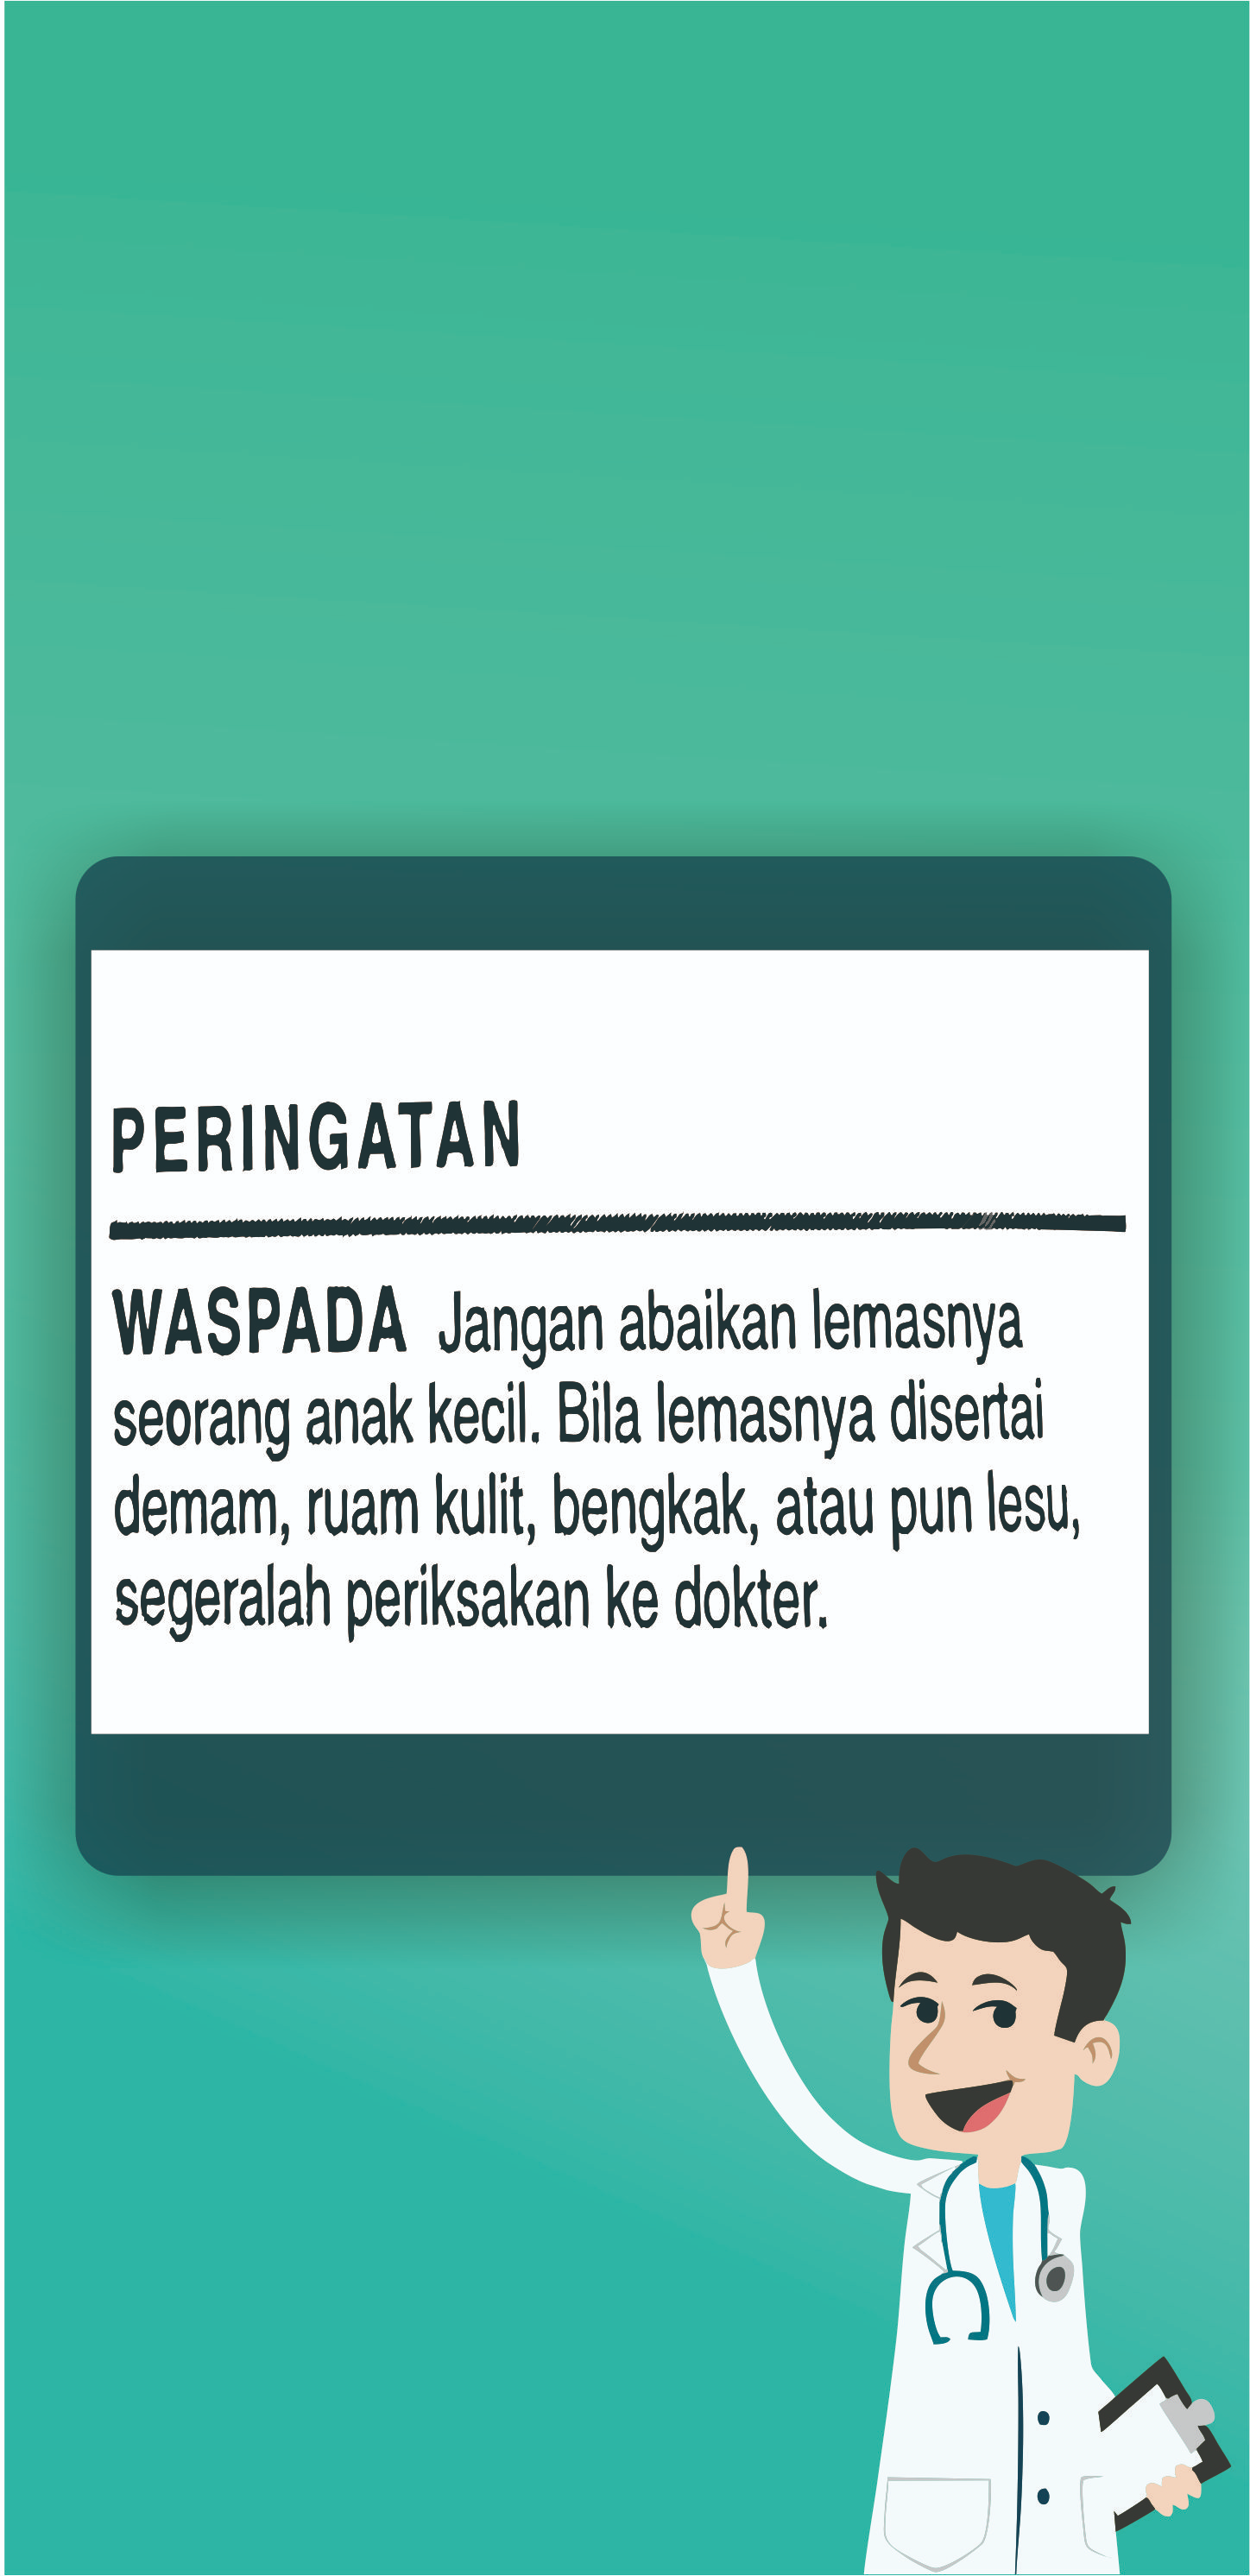 PERINGATAN
WASPADA Jangan abaikan lemasnya
seorang anak kecil. Bila lemasnya disertai
demam, ruam kulit, bengkak, atau pun lesu,
segeralah periksakan ke dokter.